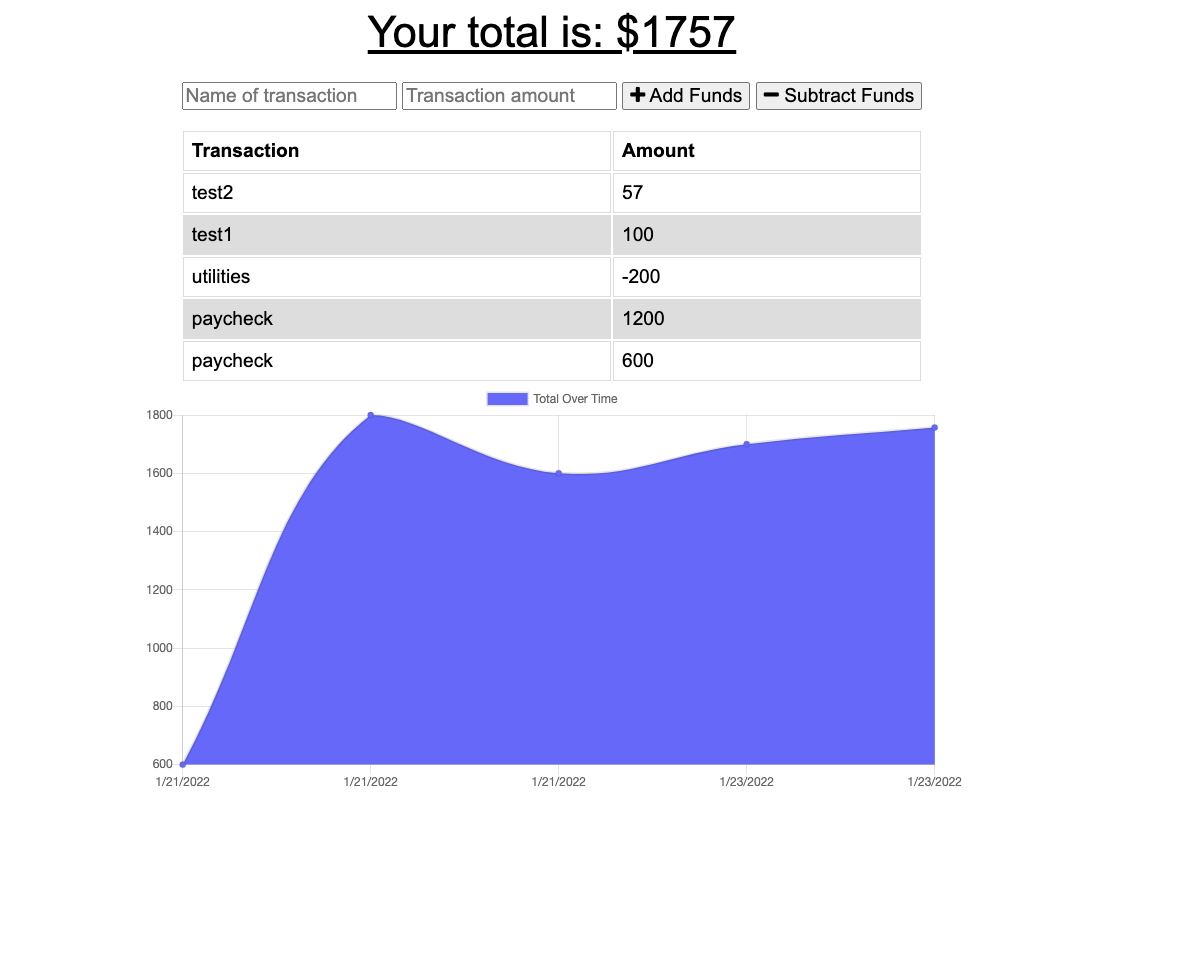 Your total is: $1757
Name of transaction Transaction amount Add Funds Subtract Funds
Transaction Amount
test2 57
test1 100
utilities -200
paycheck 1200
paycheck 600
Total Over Time
1800
1600
1400
1200
1000
800
600
1/21/2022 1/21/2022 1/21/2022 1/23/2022 1/23/2022